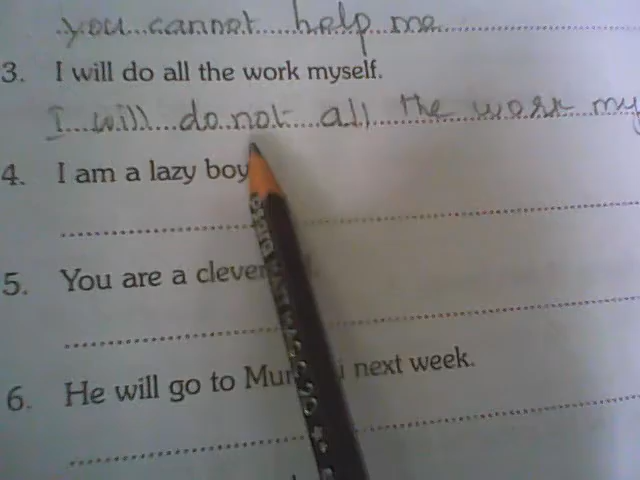 you cannot help me
3. I will do all the work myself.
I will do not all the work my
4. I am a lazy boy
5. You are a clever
6. He will go to next week.